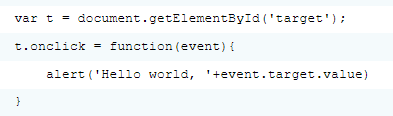 var t = document.getElementById('target');
t.onclick = function(event){
    alert('Hello world, '+event.target.value)
}